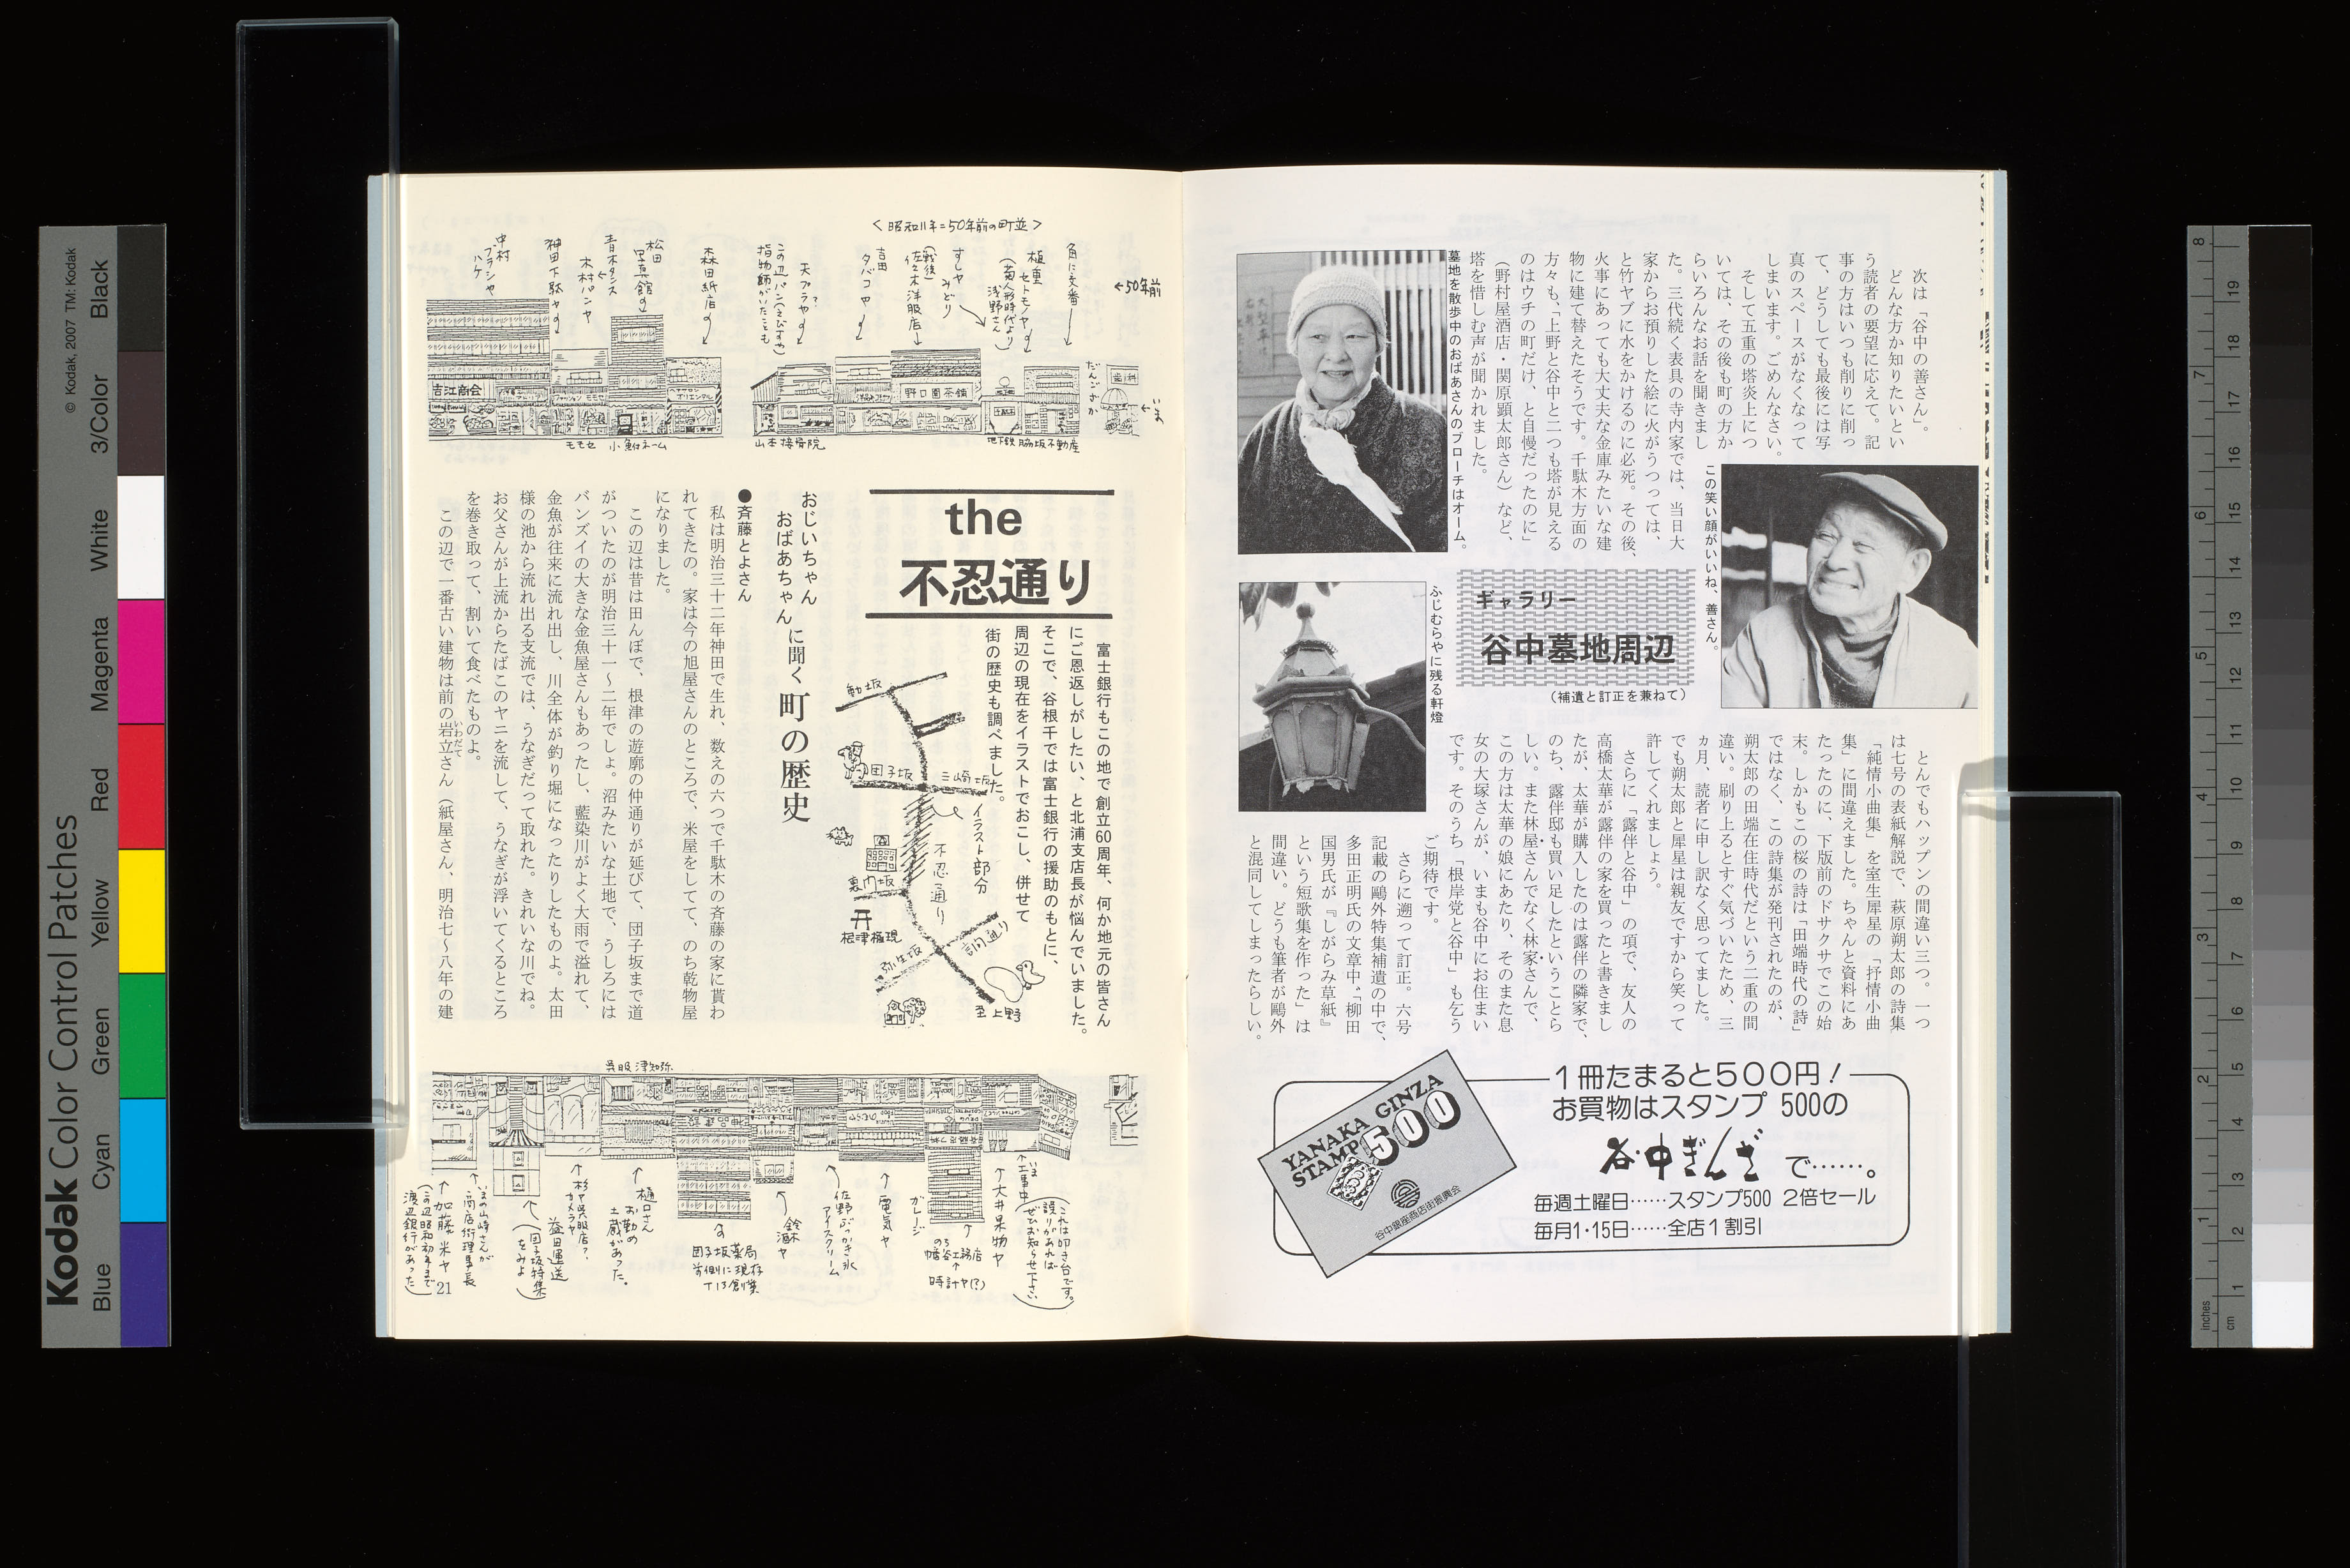 次は「谷中の善さん」。
どんな方か知りたいとい
う読者の要望に応えて。記
事の方はいつも削りに削っ
て、どうしても最後には写
真のスペースがなくなって
しまいます。ごめんなさい。
そして五重の塔炎上につ
いては、その後も町の方か
らいろんなお話を聞きまし
た。三代続く表具の寺内家では、当日大
家からお預りした絵に火がうつっては、
と竹ヤブに水をかけるのに必死。その後、
火事にあっても大丈夫な金庫みたいな建
物に建て替えたそうです。千駄木方面の
方々も、「上野と谷中と二つも塔が見える
のはウチの町だけ、と自慢だったのに」
（野村屋酒店・関原顕太郎さん）など、
塔を惜しむ声が聞かれました。
墓地を散歩中のおばあさんのブローチはオーム。
この笑い顔がいいね、善さん。
ふじむらやに残る軒燈
ギャラリー
谷中墓地周辺
（補遺と訂正を兼ねて）
とんでもハップンの間違い三つ。一つ
は七号の表紙解説で、萩原朔太郎の詩集
「純情小曲集」を室生犀星の「抒情小曲
集」に間違えました。ちゃんと資料にあ
たったのに、下版前のドサクサでこの始
末。しかもこの桜の詩は「田端時代の詩」
ではなく、この詩集が発刊されたのが、
朔太郎の田端在住時代だという二重の間
違い。刷り上るとすぐ気づいたため、三
ヵ月、読者に申し訳なく思ってました。
でも朔太郎と犀星は親友ですから笑って
許してくれましょう。
さらに「露伴と谷中」の項で、友人の
高橋太華が露伴の家を買ったと書きまし
たが、太華が購入したのは露伴の隣家で、
のち、露伴邸も買い足したということら
しい。また林屋さんでなく林家さんで、
この方は太華の娘にあたり、そのまた息
女の大塚さんが、いまも谷中にお住まい
です。そのうち「根岸党と谷中」も乞う
ご期待です。
さらに遡って訂正。六号
記載の鷗外特集補遺の中で、
多田正明氏の文章中、「柳田
国男氏が『しがらみ草紙』
という短歌集を作った」は
間違い。どうも筆者が鷗外
と混同してしまったらしい。
1冊たまると500円！
お買物はスタンプ 500の
谷中ぎんざ で……。
毎週土曜日……スタンプ500 2倍セール
毎月1・15日……全店1割引
YANAKA GINZA
STAMP 500
谷中銀座商店街振興会
＜昭和11年＝50年前の町並＞
←50年前
角に交番
植重
セトモノヤ
（菊人形時代より
浅野さん）
すしや
みどり
（戦後）
佐々木洋服店
吉田
タバコヤ
天プラヤ？
この辺パン（えびすや）
指物師がいたことも
森田紙店
松田
写真館
青木タンス
木村パンヤ
神田下駄ヤ
中村
ブラシヤ
ハケ
だんござか
歯科
吉江商会
オリエンタル
野口園茶舗
モモセ
小魚
山本接骨院
地下鉄
脇坂不動産
the
不忍通り
富士銀行もこの地で創立60周年、何か地元の皆さん
にご恩返しがしたい、と北浦支店長が悩んでいました。
そこで、谷根千では富士銀行の援助のもとに、
周辺の現在をイラストでおこし、併せて
街の歴史も調べました。
動坂
団子坂
三崎坂
イラスト部分
不忍通り
裏門坂
根津権現
弥生坂
言問通り
至上野
おじいちゃん
おばあちゃん に聞く 町の歴史
●斉藤とよさん
私は明治三十二年神田で生れ、数えの六つで千駄木の斉藤の家に貰わ
れてきたの。家は今の旭屋さんのところで、米屋をしてて、のち乾物屋
になりました。
この辺は昔は田んぼで、根津の遊廓の仲通りが延びて、団子坂まで道
がついたのが明治三十一〜二年でしょ。沼みたいな土地で、うしろには
バンズイの大きな金魚屋さんもあったし、藍染川がよく大雨で溢れて、
金魚が往来に流れ出し、川全体が釣り堀になったりしたものよ。太田
様の池から流れ出る支流では、うなぎだって取れた。きれいな川でね。
お父さんが上流からたばこのヤニを流して、うなぎが浮いてくるところ
を巻き取って、割いて食べたものよ。
この辺で一番古い建物は前の岩立さん（紙屋さん、明治七〜八年の建
いわだて
呉服 津知弥
（これは叩き台です。
誤りがあれば
ぜひお知らせ下さい）
いま
工事中
大井果物ヤ
のち
幡谷工務店
時計ヤ(?)
ガレージ
電気ヤ
佐野ぶっかき氷
アイスクリーム
鈴木
酒ヤ
団子坂薬局
前側に現存
T13創業
樋口さん
お勤めの
土蔵があった。
杉ヤ呉服店？
カメラヤ
益田運送
（団子坂特集
をみよ）
いまの山崎さんが
商店街理事長
加藤米ヤ
（この辺昭和初年まで
渡辺銀行があった）
21
Kodak Color Control Patches
© Kodak, 2007 TM: Kodak
Blue
Cyan
Green
Yellow
Red
Magenta
White
3/Color
Black
inches
cm
1
2
3
4
5
6
7
8
1
2
3
4
5
6
7
8
9
10
11
12
13
14
15
16
17
18
19